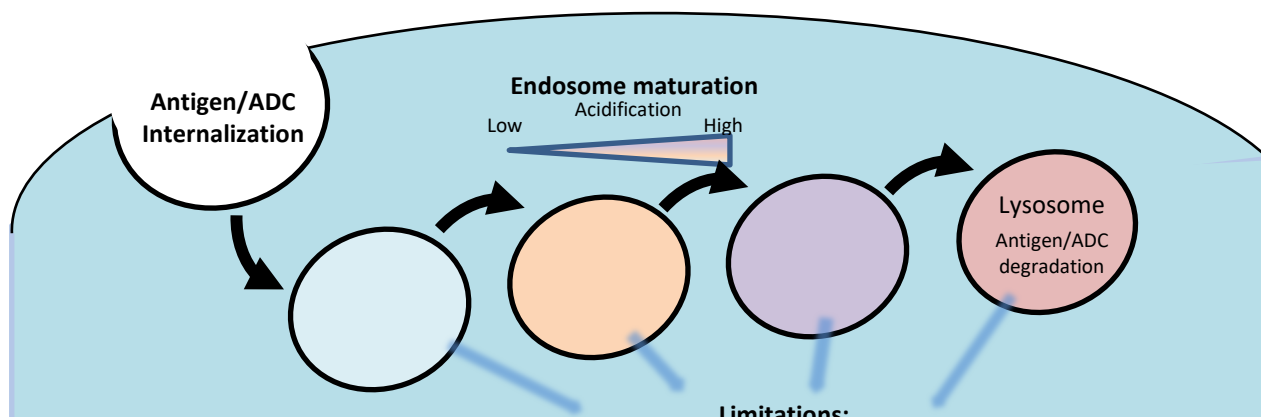 Antigen/ADC
Internalization
Endosome maturation
Acidification
Low
High
Lysosome
Antigen/ADC
degradation
Limitations: